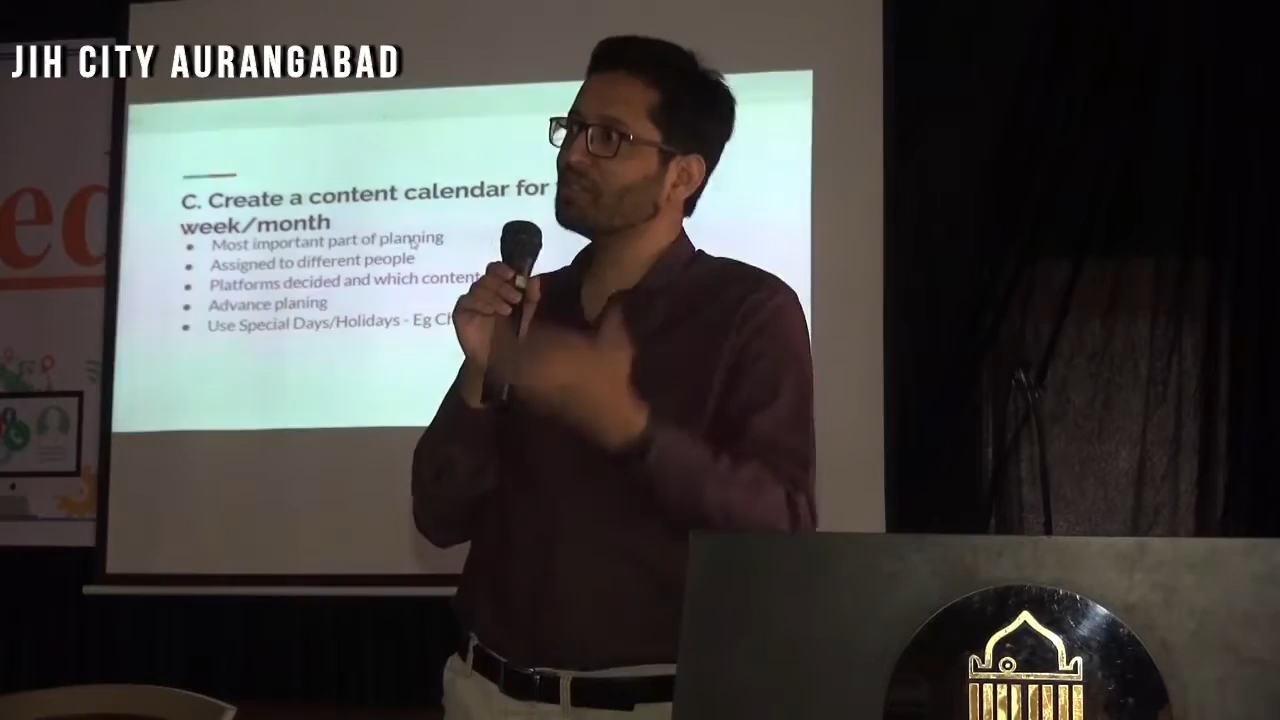 JIH CITY AURANGABAD
ed
C. Create a content calendar for
week/month
Most important part of planning
Assigned to different people
Platforms decided and which content
Advance planing
Use Special Days/Holidays - Eg